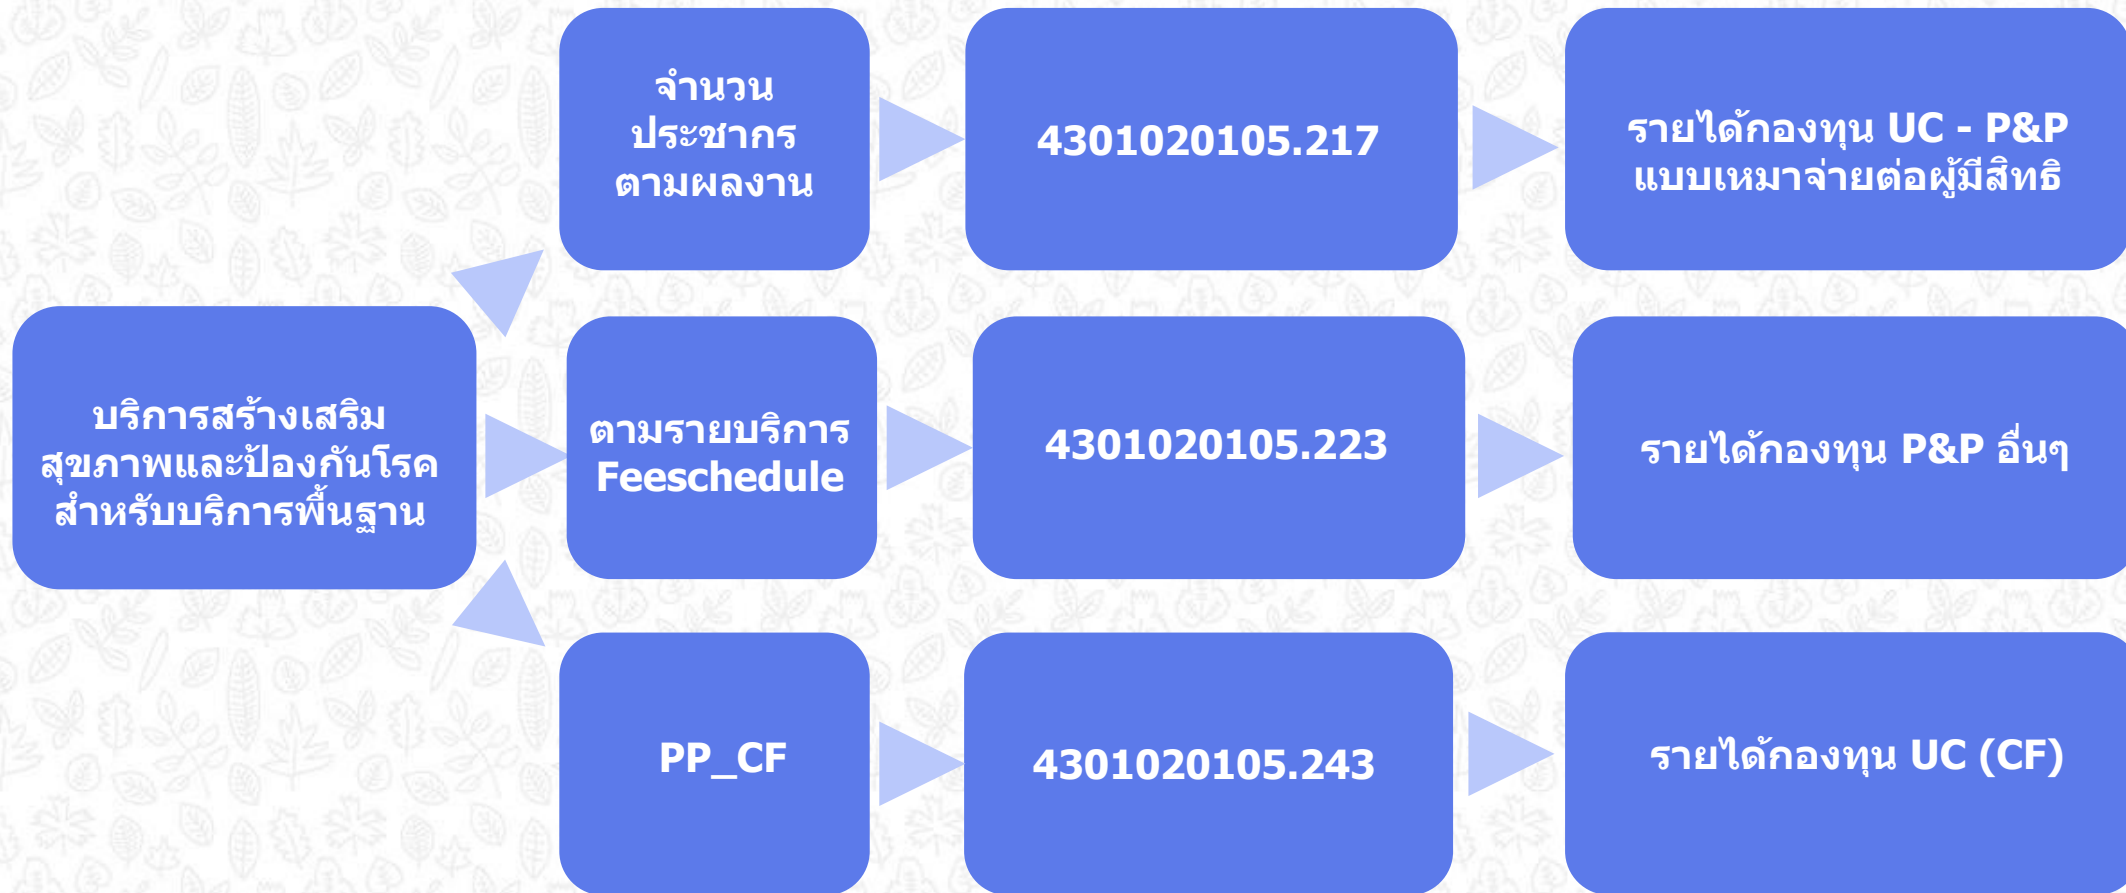 บริการสร้างเสริม
สุขภาพและป้องกันโรค
สำหรับบริการพื้นฐาน
จำนวน
ประชากร
ตามผลงาน
4301020105.217
รายได้กองทุน UC - P&P
แบบเหมาจ่ายต่อผู้มีสิทธิ
ตามรายบริการ
Feeschedule
4301020105.223
รายได้กองทุน P&P อื่นๆ
PP_CF
4301020105.243
รายได้กองทุน UC (CF)